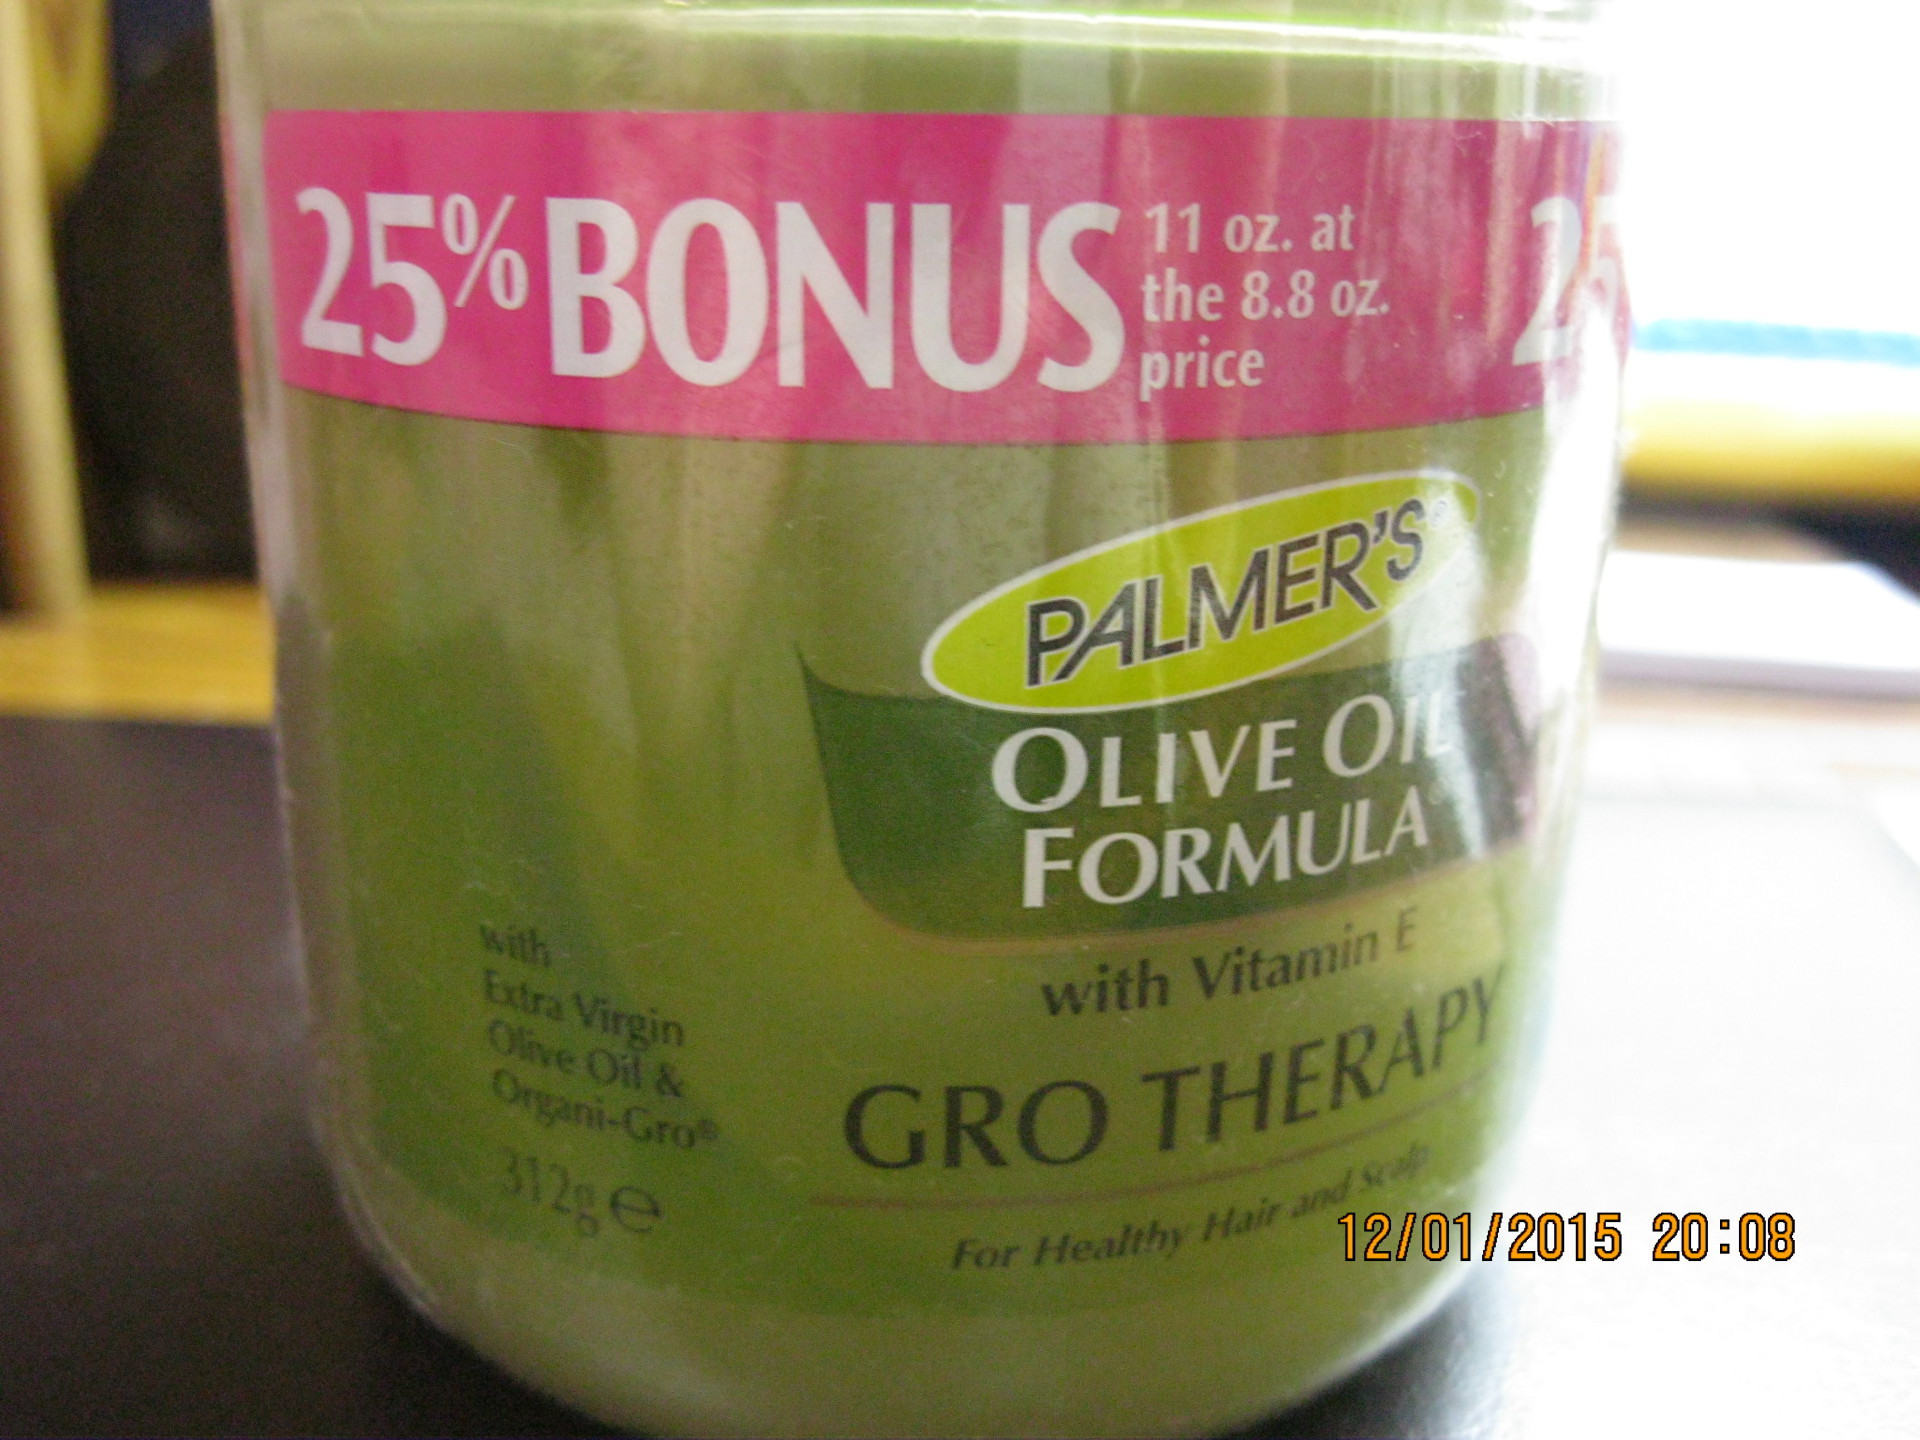 25% BONUS
11 oz. at
the 8.8 oz.
price
25
PALMER'S®
OLIVE OIL
FORMULA
with Vitamin E
GRO THERAPY
For Healthy Hair and Scalp
with
Extra Virgin
Olive Oil &
Organi-Gro®
312g ℮
12/01/2015 20:08